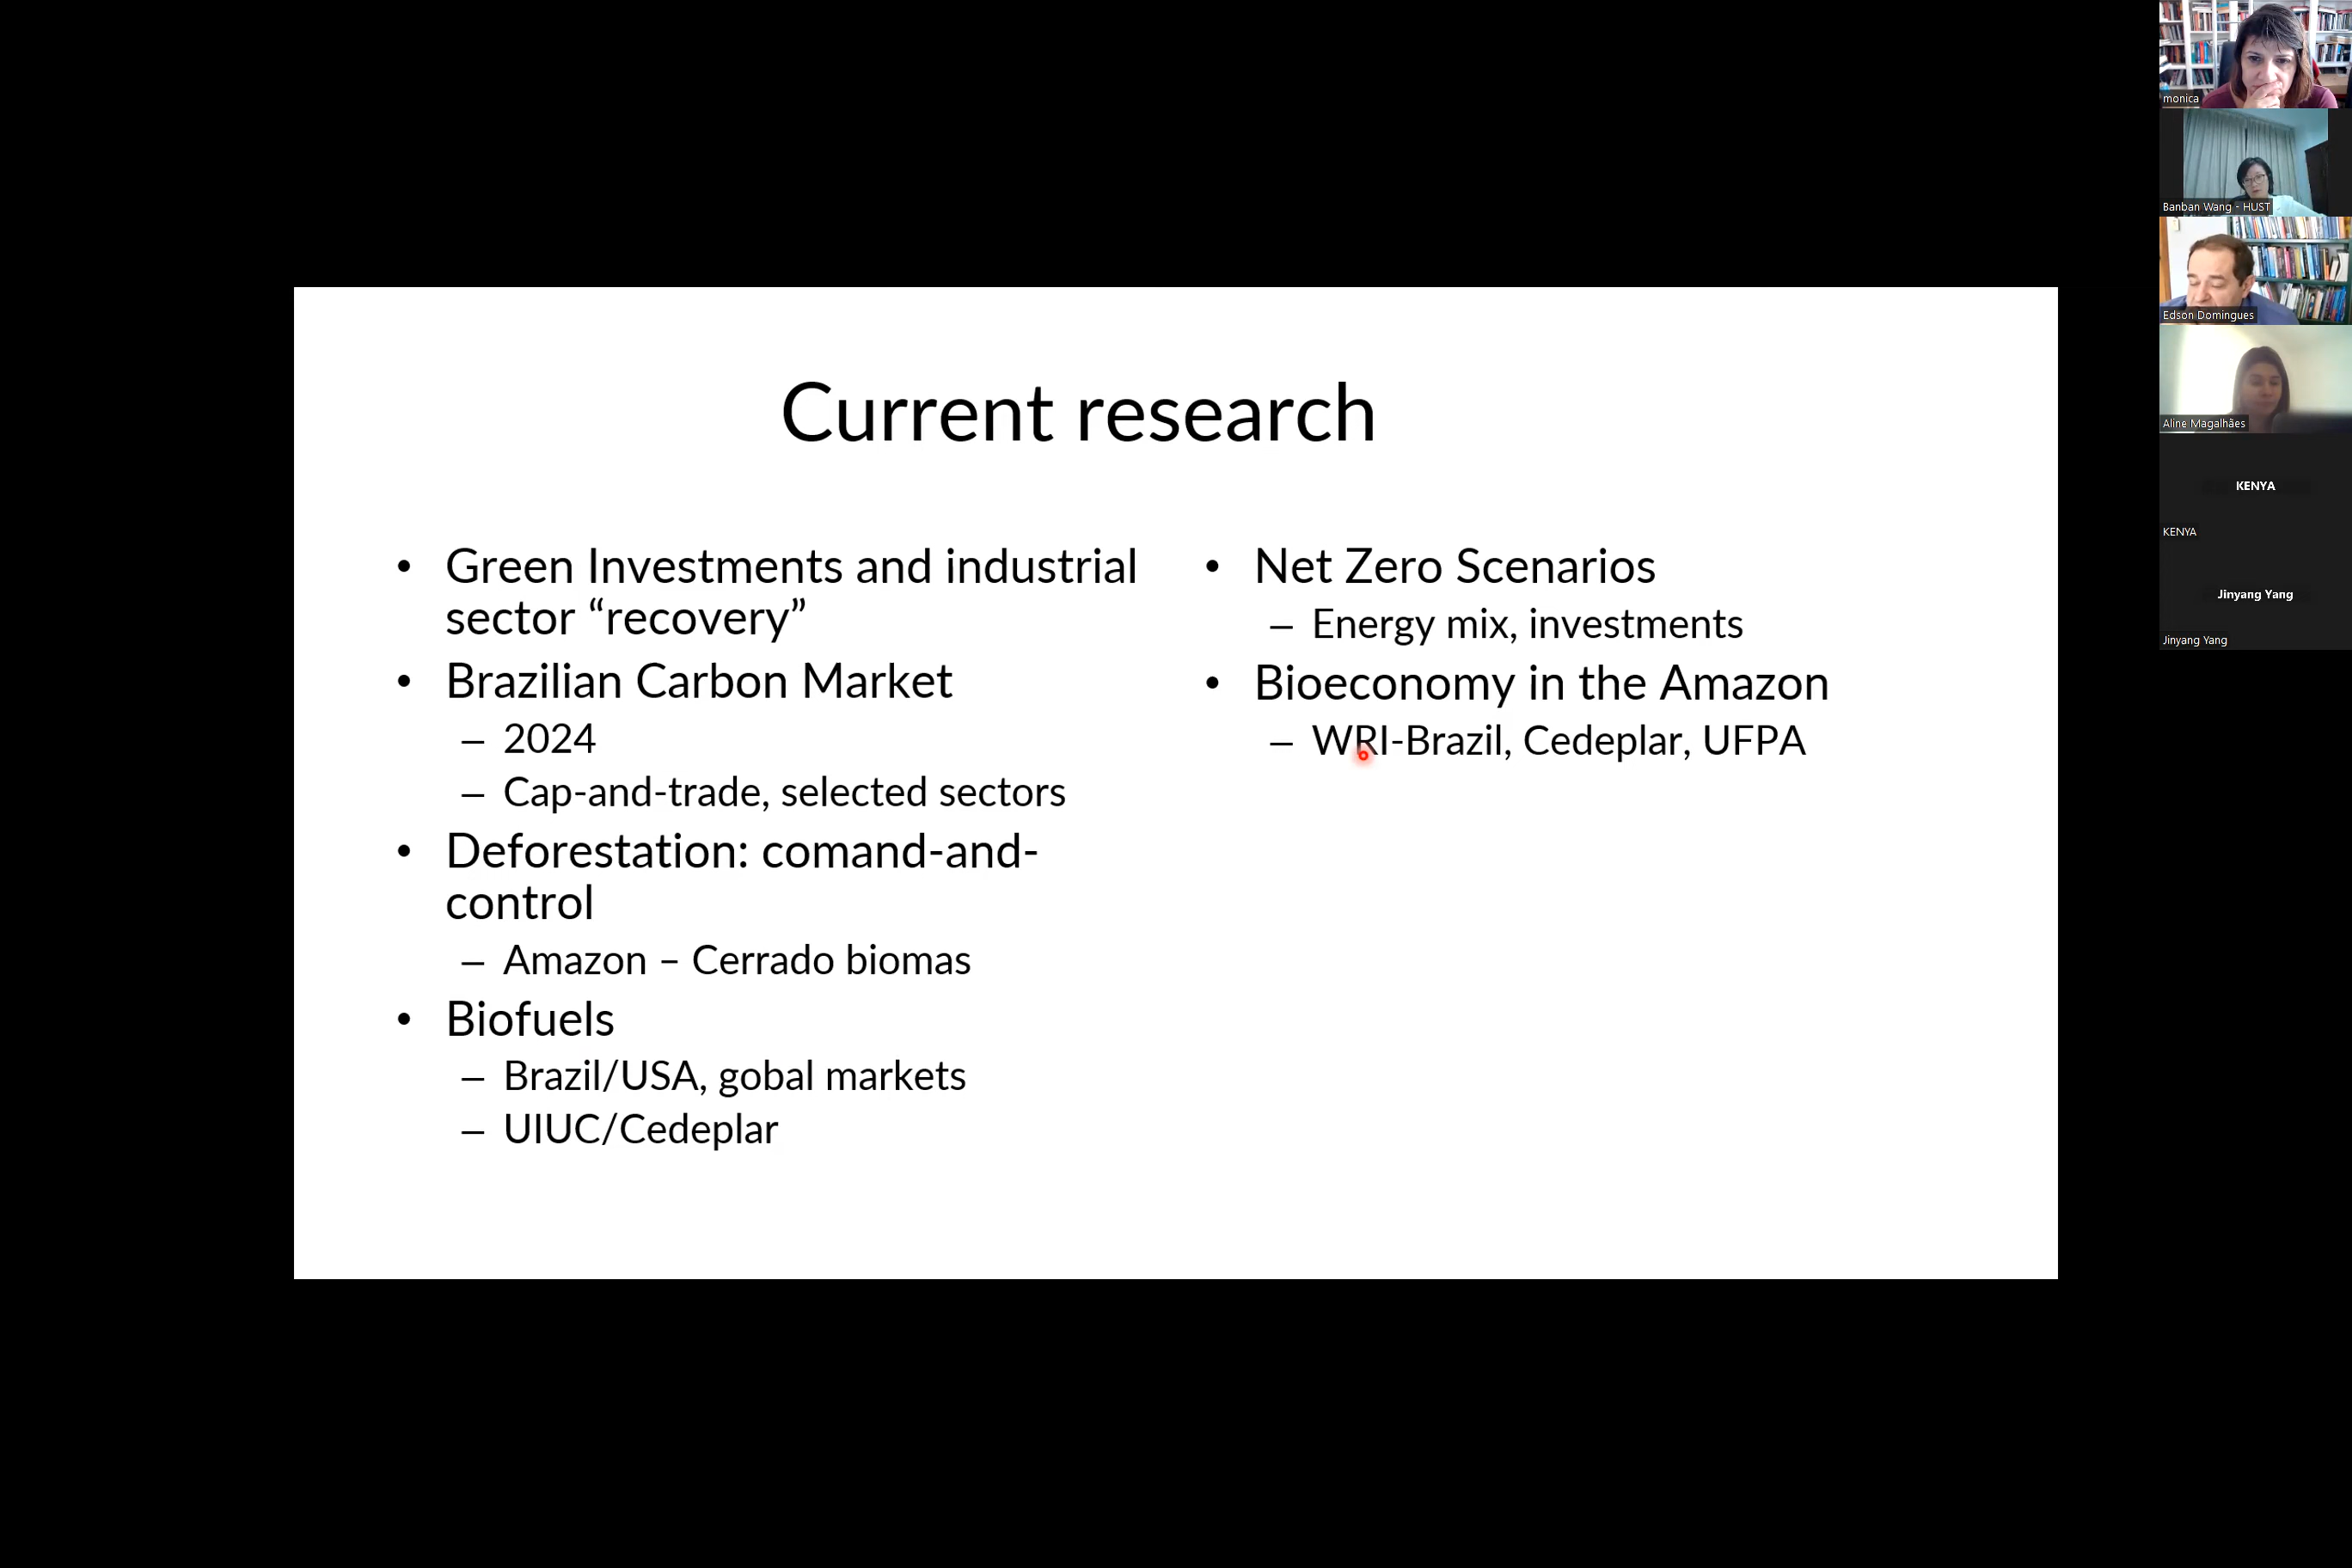 Current research
• Green Investments and industrial
sector “recovery”
• Brazilian Carbon Market
– 2024
– Cap-and-trade, selected sectors
• Deforestation: comand-and-
control
– Amazon – Cerrado biomas
• Biofuels
– Brazil/USA, gobal markets
– UIUC/Cedeplar
• Net Zero Scenarios
– Energy mix, investments
• Bioeconomy in the Amazon
– WRI-Brazil, Cedeplar, UFPA
monica
Banban Wang - HUST
Edson Domingues
Aline Magalhães
KENYA
KENYA
Jinyang Yang
Jinyang Yang